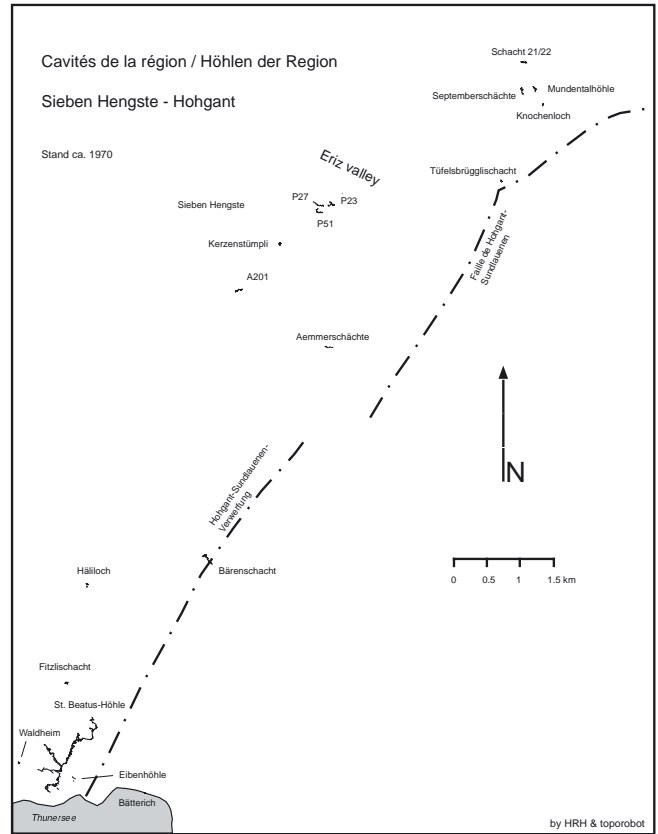 Cavités de la région / Höhlen der Region
Sieben Hengste - Hohgant
Stand ca. 1970
Schacht 21/22
Septemberschächte
Mundentalhöhle
Knochenloch
Eriz valley
Tüfelsbrügglischacht
Sieben Hengste
P27
P23
P51
Kerzenstümpli
Faille de Hohgant-
Sundlauenen
A201
Aemmerschächte
N
Hohgant-Sundlauenen-
Verwerfung
Häliloch
Bärenschacht
0 0.5 1 1.5 km
Fitzlischacht
St. Beatus-Höhle
Waldheim
Eibenhöhle
Bätterich
Thunersee
by HRH & toporobot